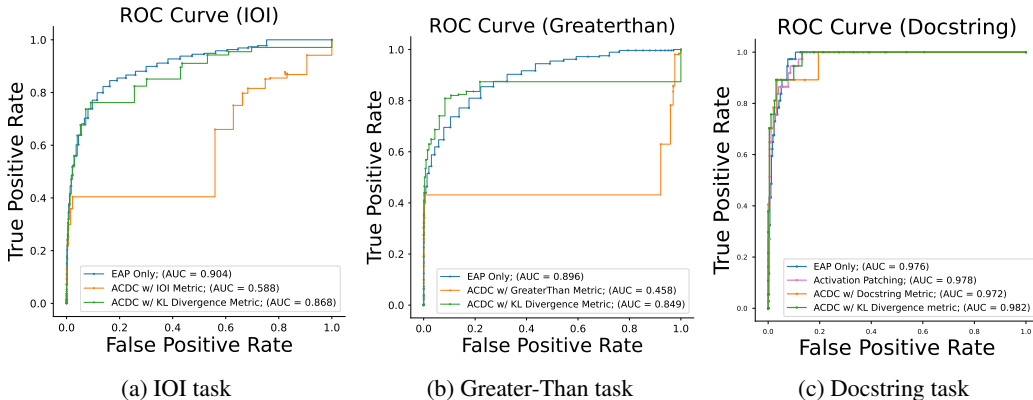 ROC Curve (IOI)
True Positive Rate
1.0
0.8
0.6
0.4
0.2
0.0
EAP Only; (AUC = 0.904)
ACDC w/ IOI Metric; (AUC = 0.588)
ACDC w/ KL Divergence Metric; (AUC = 0.868)
0.0 0.2 0.4 0.6 0.8 1.0
False Positive Rate
(a) IOI task
ROC Curve (Greaterthan)
True Positive Rate
1.0
0.8
0.6
0.4
0.2
0.0
EAP Only; (AUC = 0.896)
ACDC w/ GreaterThan Metric; (AUC = 0.458)
ACDC w/ KL Divergence Metric; (AUC = 0.849)
0.0 0.2 0.4 0.6 0.8 1.0
False Positive Rate
(b) Greater-Than task
ROC Curve (Docstring)
True Positive Rate
1.0
0.8
0.6
0.4
0.2
0.0
EAP Only; (AUC = 0.976)
Activation Patching; (AUC = 0.978)
ACDC w/ Docstring Metric; (AUC = 0.972)
ACDC w/ KL Divergence metric; (AUC = 0.982)
0.0 0.2 0.4 0.6 0.8 1.0
False Positive Rate
(c) Docstring task